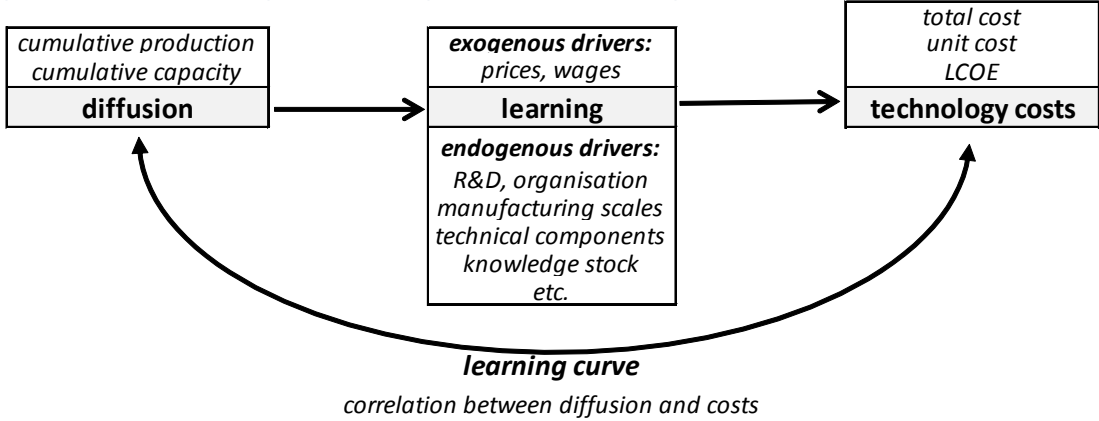 cumulative production
cumulative capacity
diffusion
exogenous drivers:
prices, wages
learning
endogenous drivers:
R&D, organisation
manufacturing scales
technical components
knowledge stock
etc.
total cost
unit cost
LCOE
technology costs
learning curve
correlation between diffusion and costs